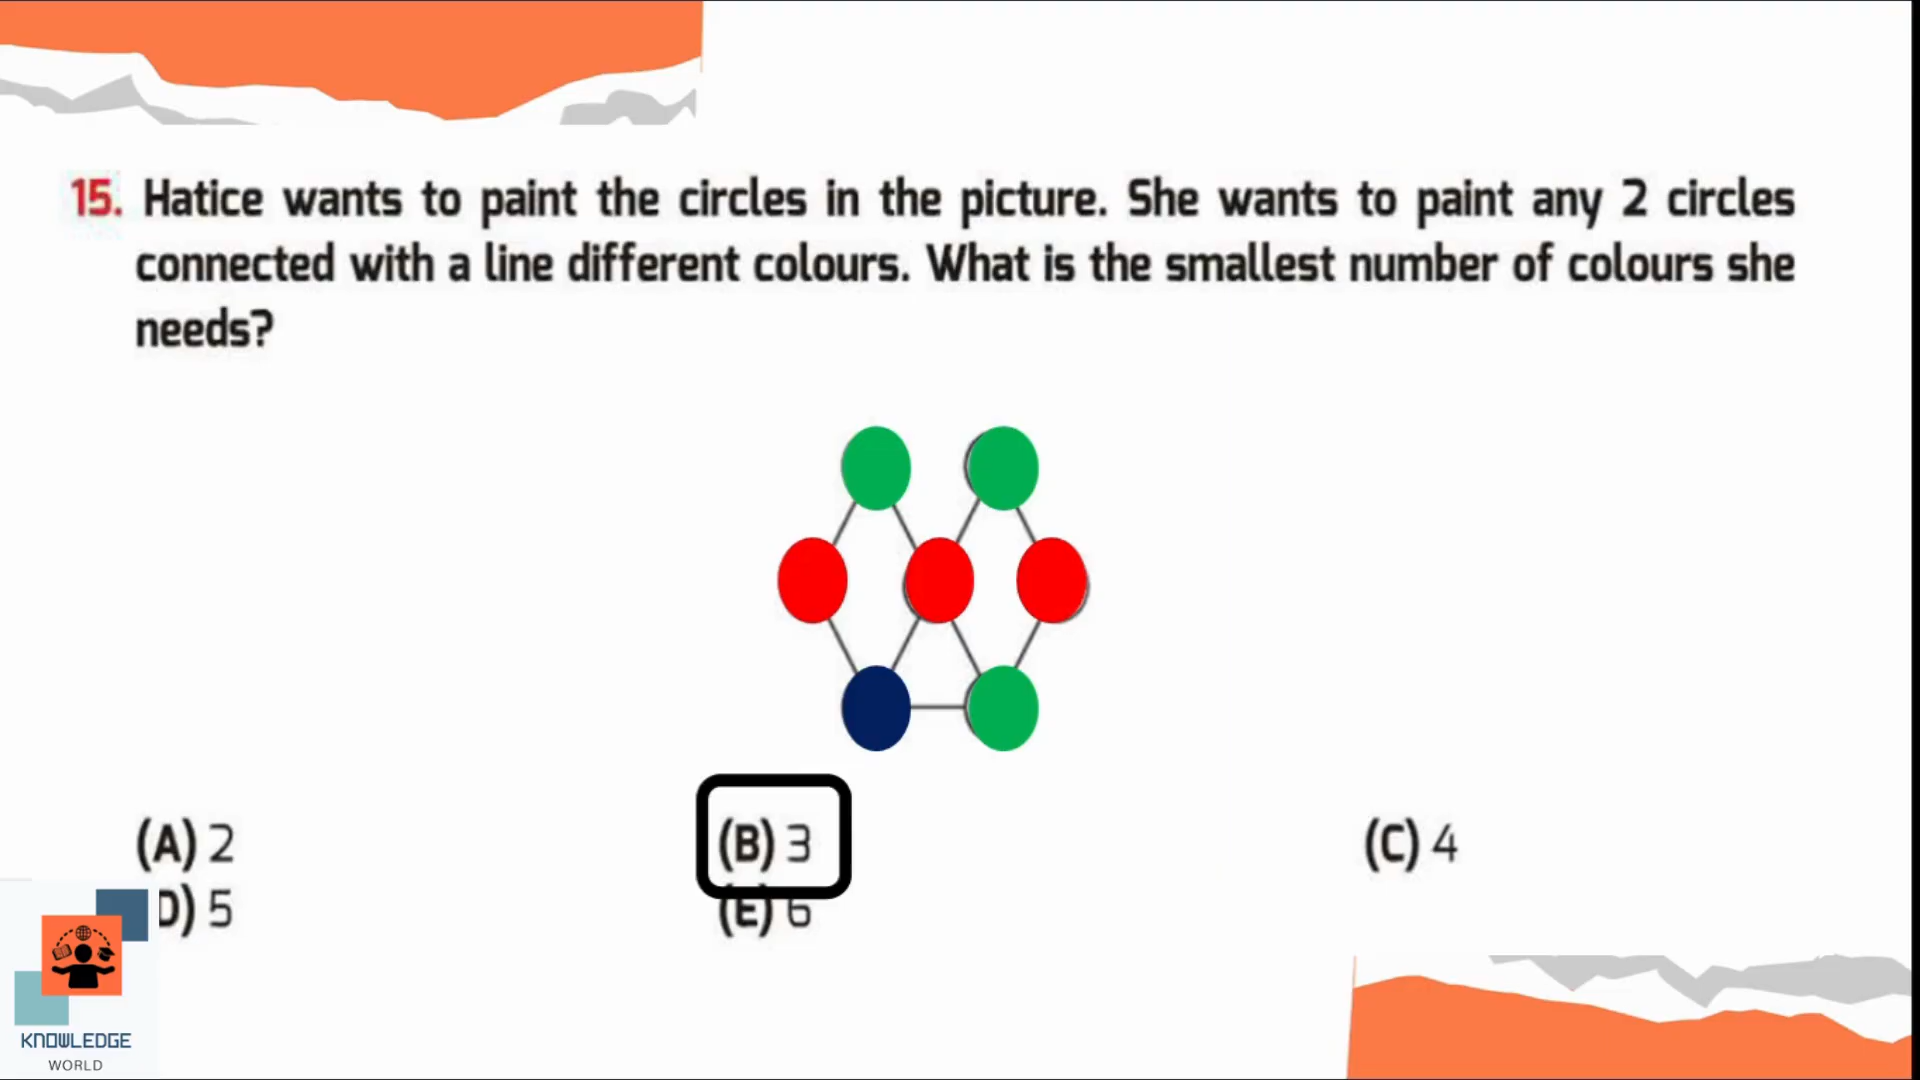 15. Hatice wants to paint the circles in the picture. She wants to paint any 2 circles
connected with a line different colours. What is the smallest number of colours she
needs?
(A) 2 (B) 3 (C) 4
D) 5 (E) 6
KNOWLEDGE
WORLD